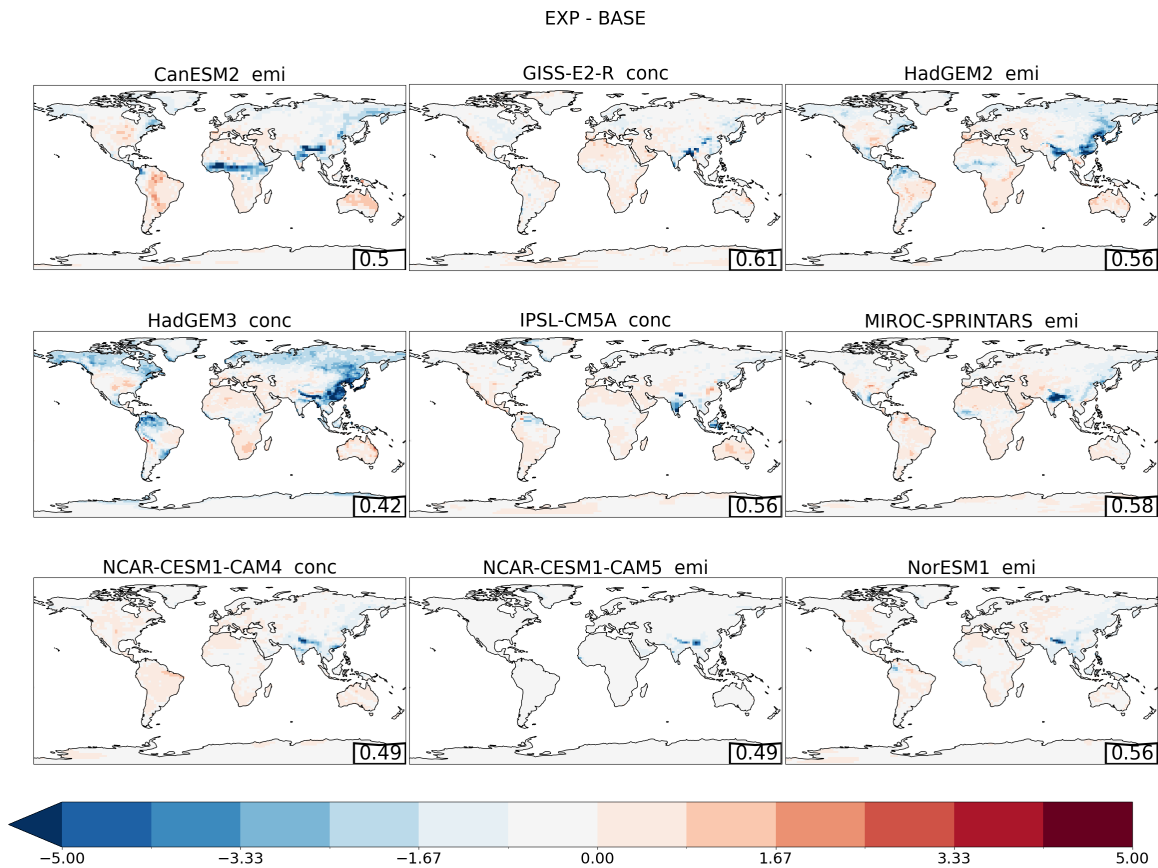 EXP - BASE
CanESM2  emi
GISS-E2-R  conc
HadGEM2  emi
0.5
0.61
0.56
HadGEM3  conc
IPSL-CM5A  conc
MIROC-SPRINTARS  emi
0.42
0.56
0.58
NCAR-CESM1-CAM4  conc
NCAR-CESM1-CAM5  emi
NorESM1  emi
0.49
0.49
0.56
−5.00
−3.33
−1.67
0.00
1.67
3.33
5.00